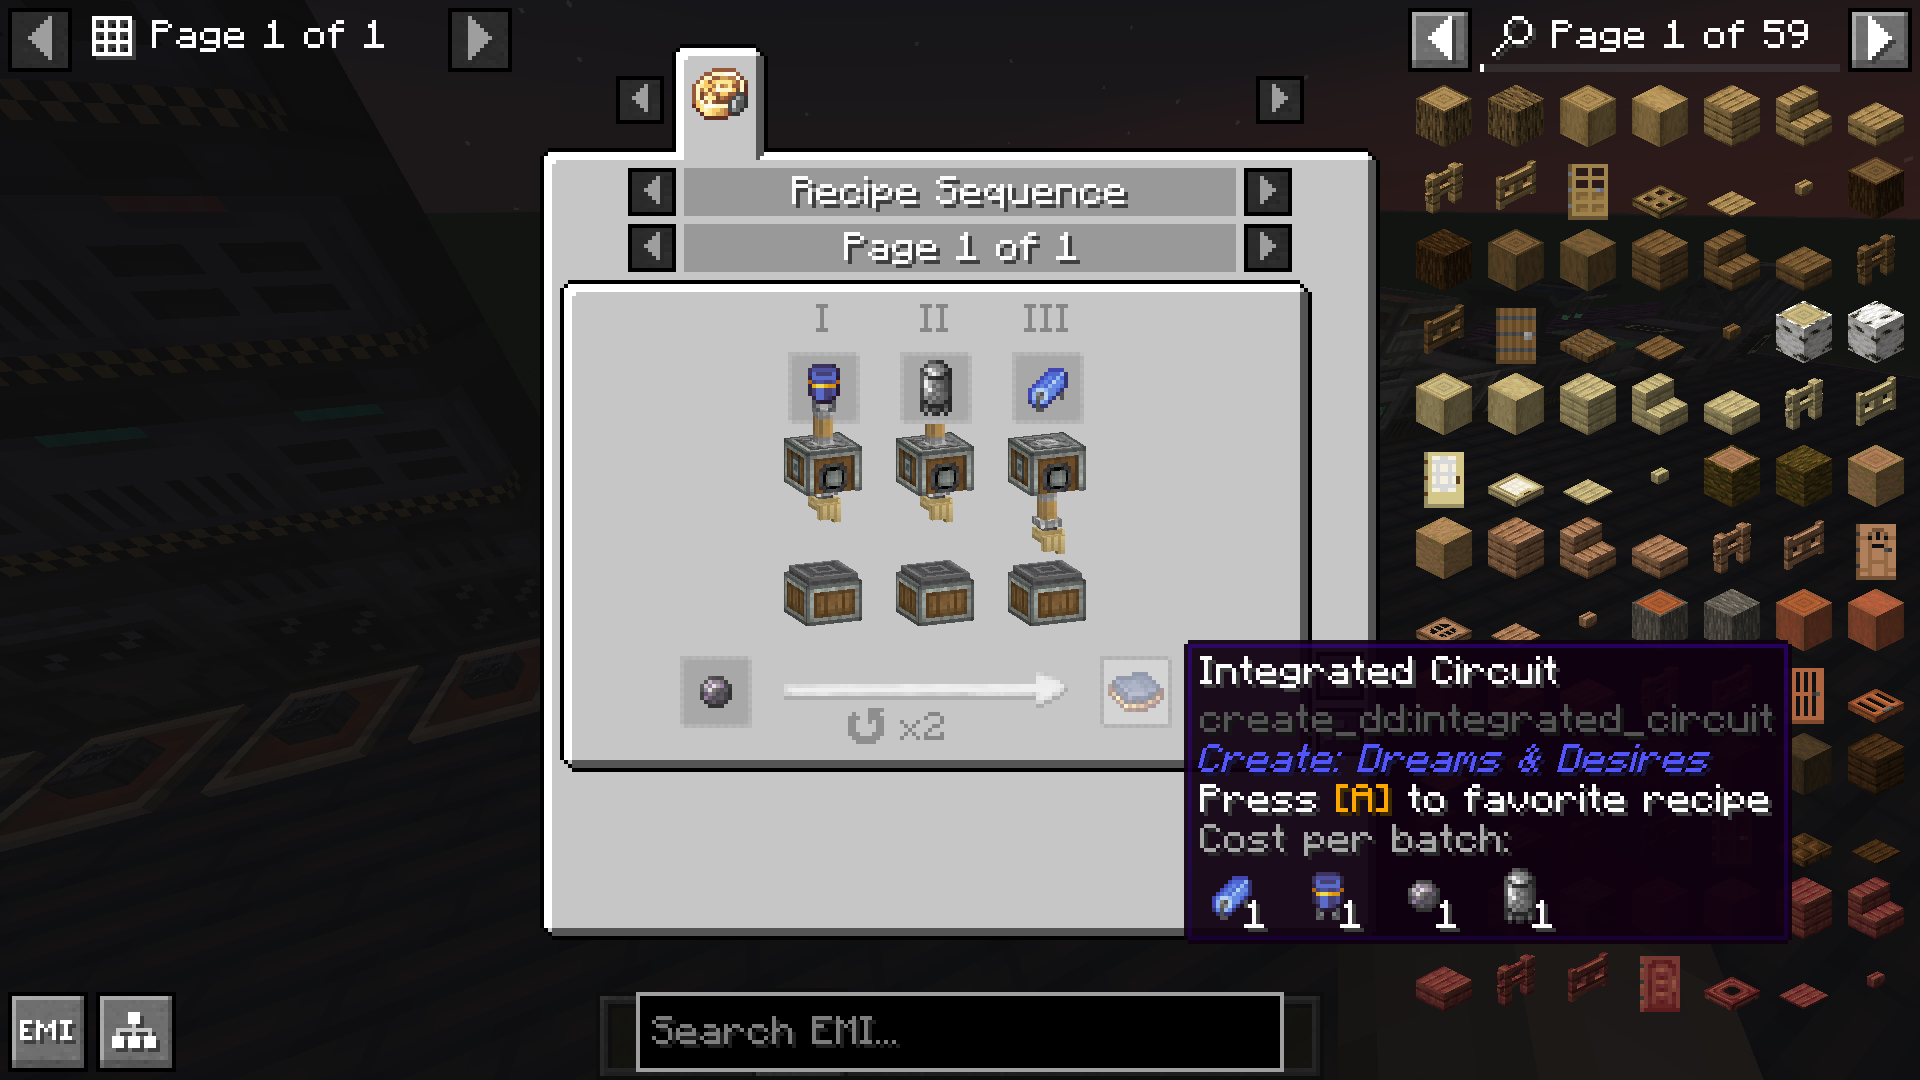 Page 1 of 1
Page 1 of 59
Recipe Sequence
Page 1 of 1
I II III
x2
Integrated Circuit
create_dd:integrated_circuit
Create: Dreams & Desires
Press [A] to favorite recipe
Cost per batch:
1 1 1 1
EMI
Search EMI...